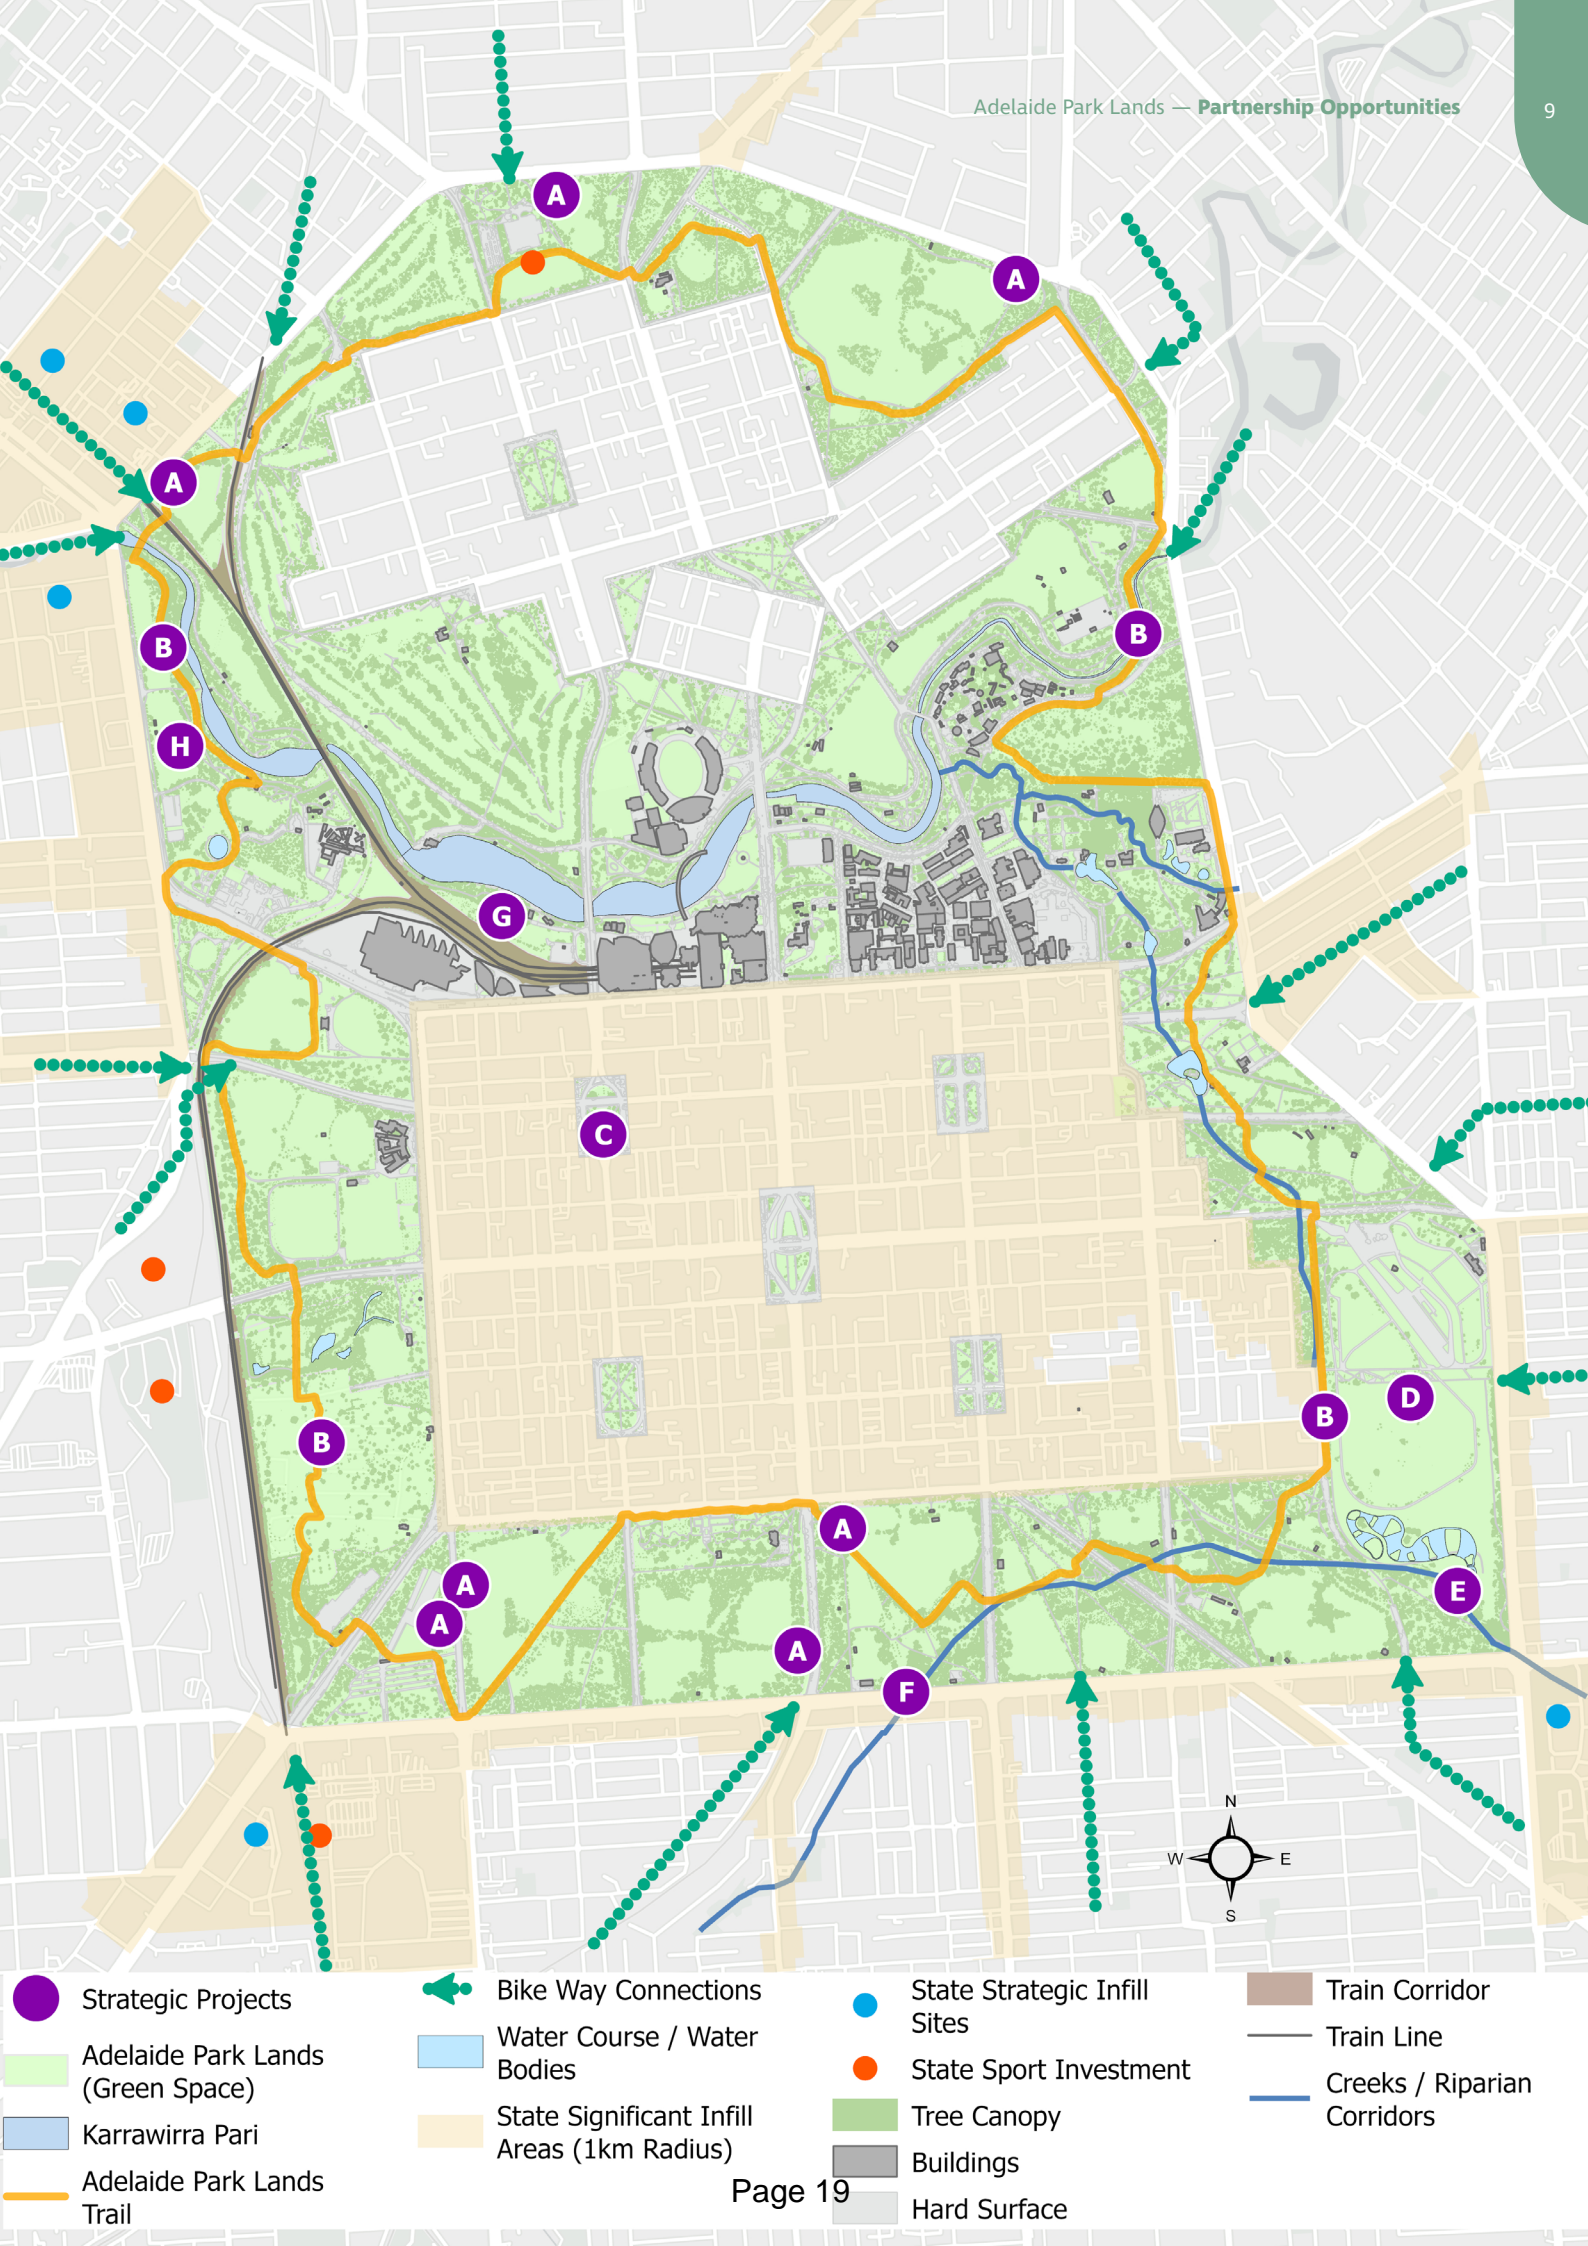 Adelaide Park Lands — Partnership Opportunities
9
A
A
A
B
B
H
G
C
D
B
B
A
A
A
E
A
F
N
W E
S
Strategic Projects
Adelaide Park Lands
(Green Space)
Karrawirra Pari
Adelaide Park Lands
Trail
Bike Way Connections
Water Course / Water
Bodies
State Significant Infill
Areas (1km Radius)
State Strategic Infill
Sites
State Sport Investment
Tree Canopy
Buildings
Hard Surface
Train Corridor
Train Line
Creeks / Riparian
Corridors
Page 19